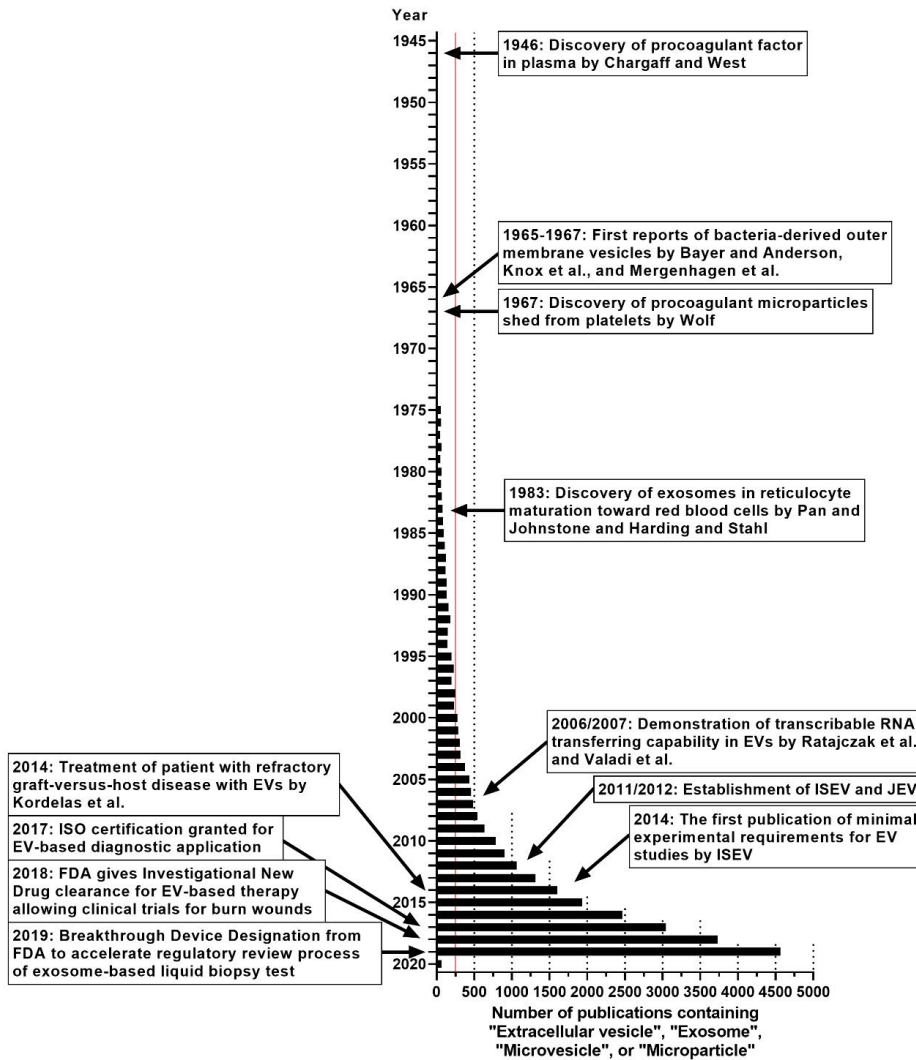 Year
1945
1950
1955
1960
1965
1970
1975
1980
1985
1990
1995
2000
2005
2010
2015
2020
1946: Discovery of procoagulant factor
in plasma by Chargaff and West
1965-1967: First reports of bacteria-derived outer
membrane vesicles by Bayer and Anderson,
Knox et al., and Mergenhagen et al.
1967: Discovery of procoagulant microparticles
shed from platelets by Wolf
1983: Discovery of exosomes in reticulocyte
maturation toward red blood cells by Pan and
Johnstone and Harding and Stahl
2006/2007: Demonstration of transcribable RNA
transferring capability in EVs by Ratajczak et al.
and Valadi et al.
2011/2012: Establishment of ISEV and JEV
2014: The first publication of minimal
experimental requirements for EV
studies by ISEV
2014: Treatment of patient with refractory
graft-versus-host disease with EVs by
Kordelas et al.
2017: ISO certification granted for
EV-based diagnostic application
2018: FDA gives Investigational New
Drug clearance for EV-based therapy
allowing clinical trials for burn wounds
2019: Breakthrough Device Designation from
FDA to accelerate regulatory review process
of exosome-based liquid biopsy test
0 500 1000 1500 2000 2500 3000 3500 4000 4500 5000
Number of publications containing
"Extracellular vesicle", "Exosome",
"Microvesicle", or "Microparticle"